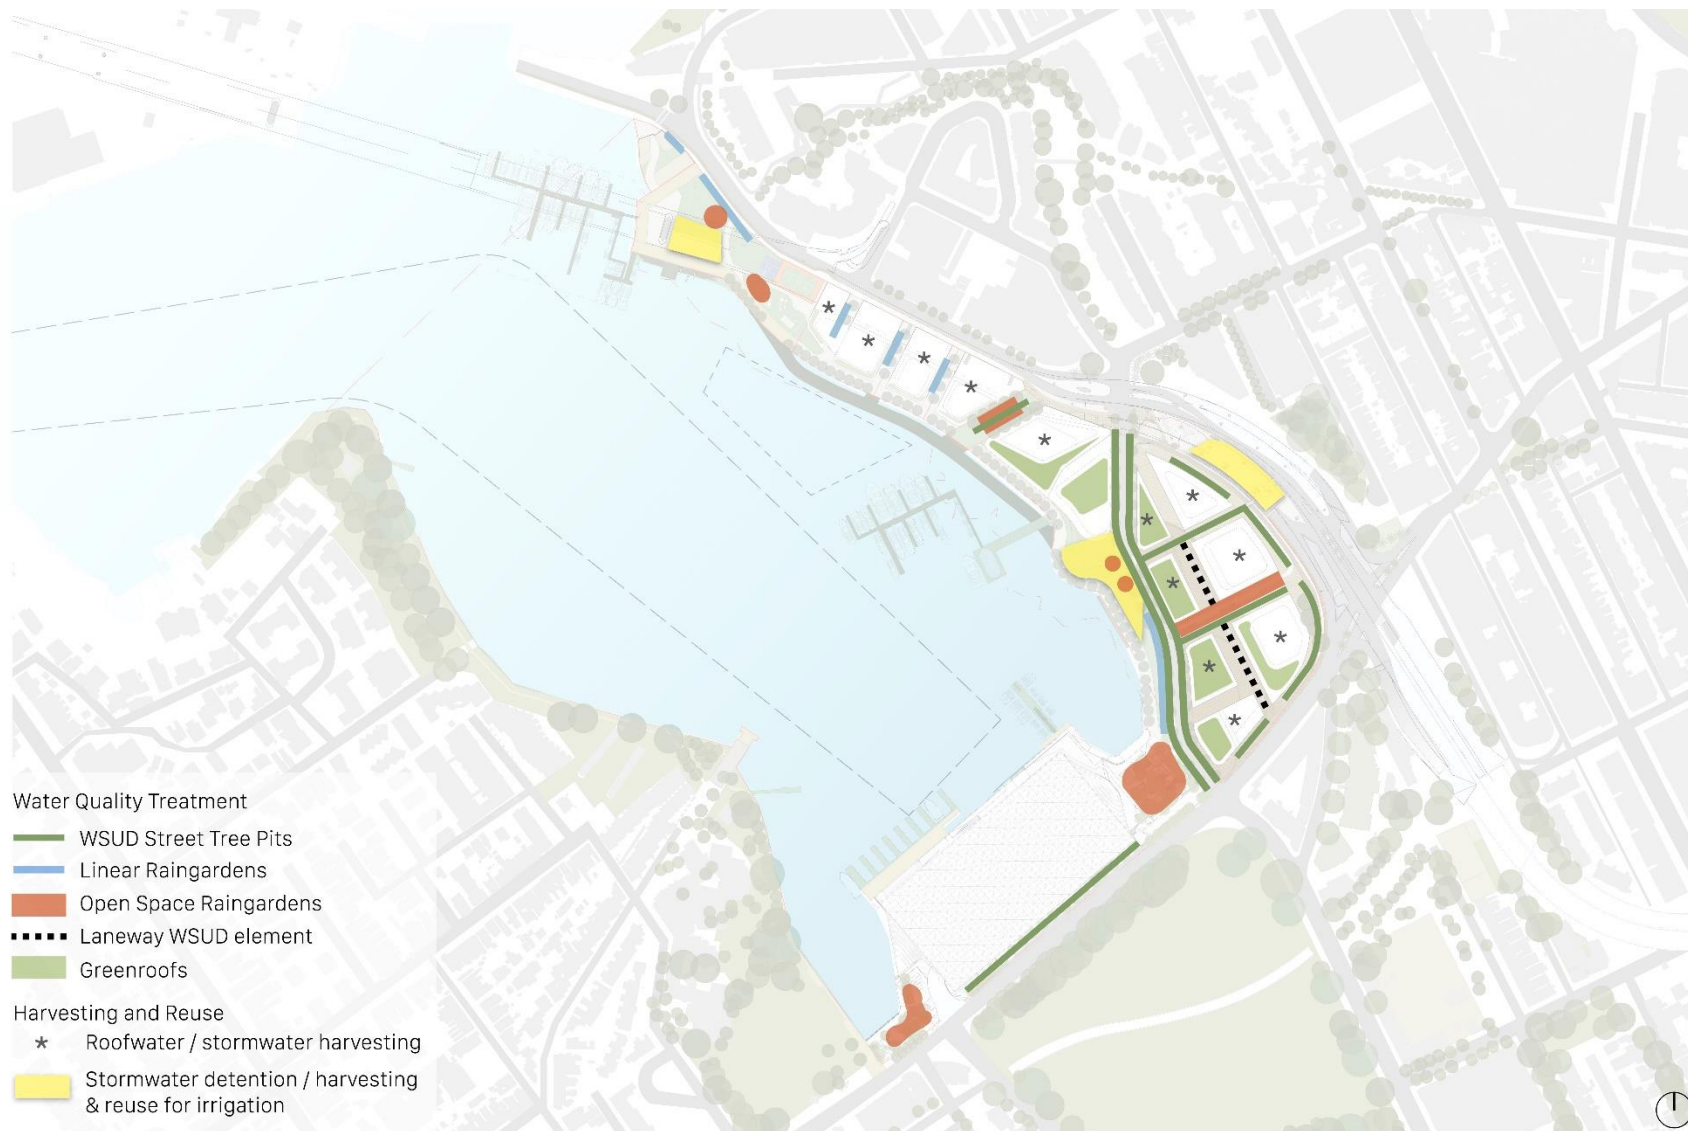 Water Quality Treatment
WSUD Street Tree Pits
Linear Raingardens
Open Space Raingardens
Laneway WSUD element
Greenroofs
Harvesting and Reuse
* Roofwater / stormwater harvesting
Stormwater detention / harvesting
& reuse for irrigation